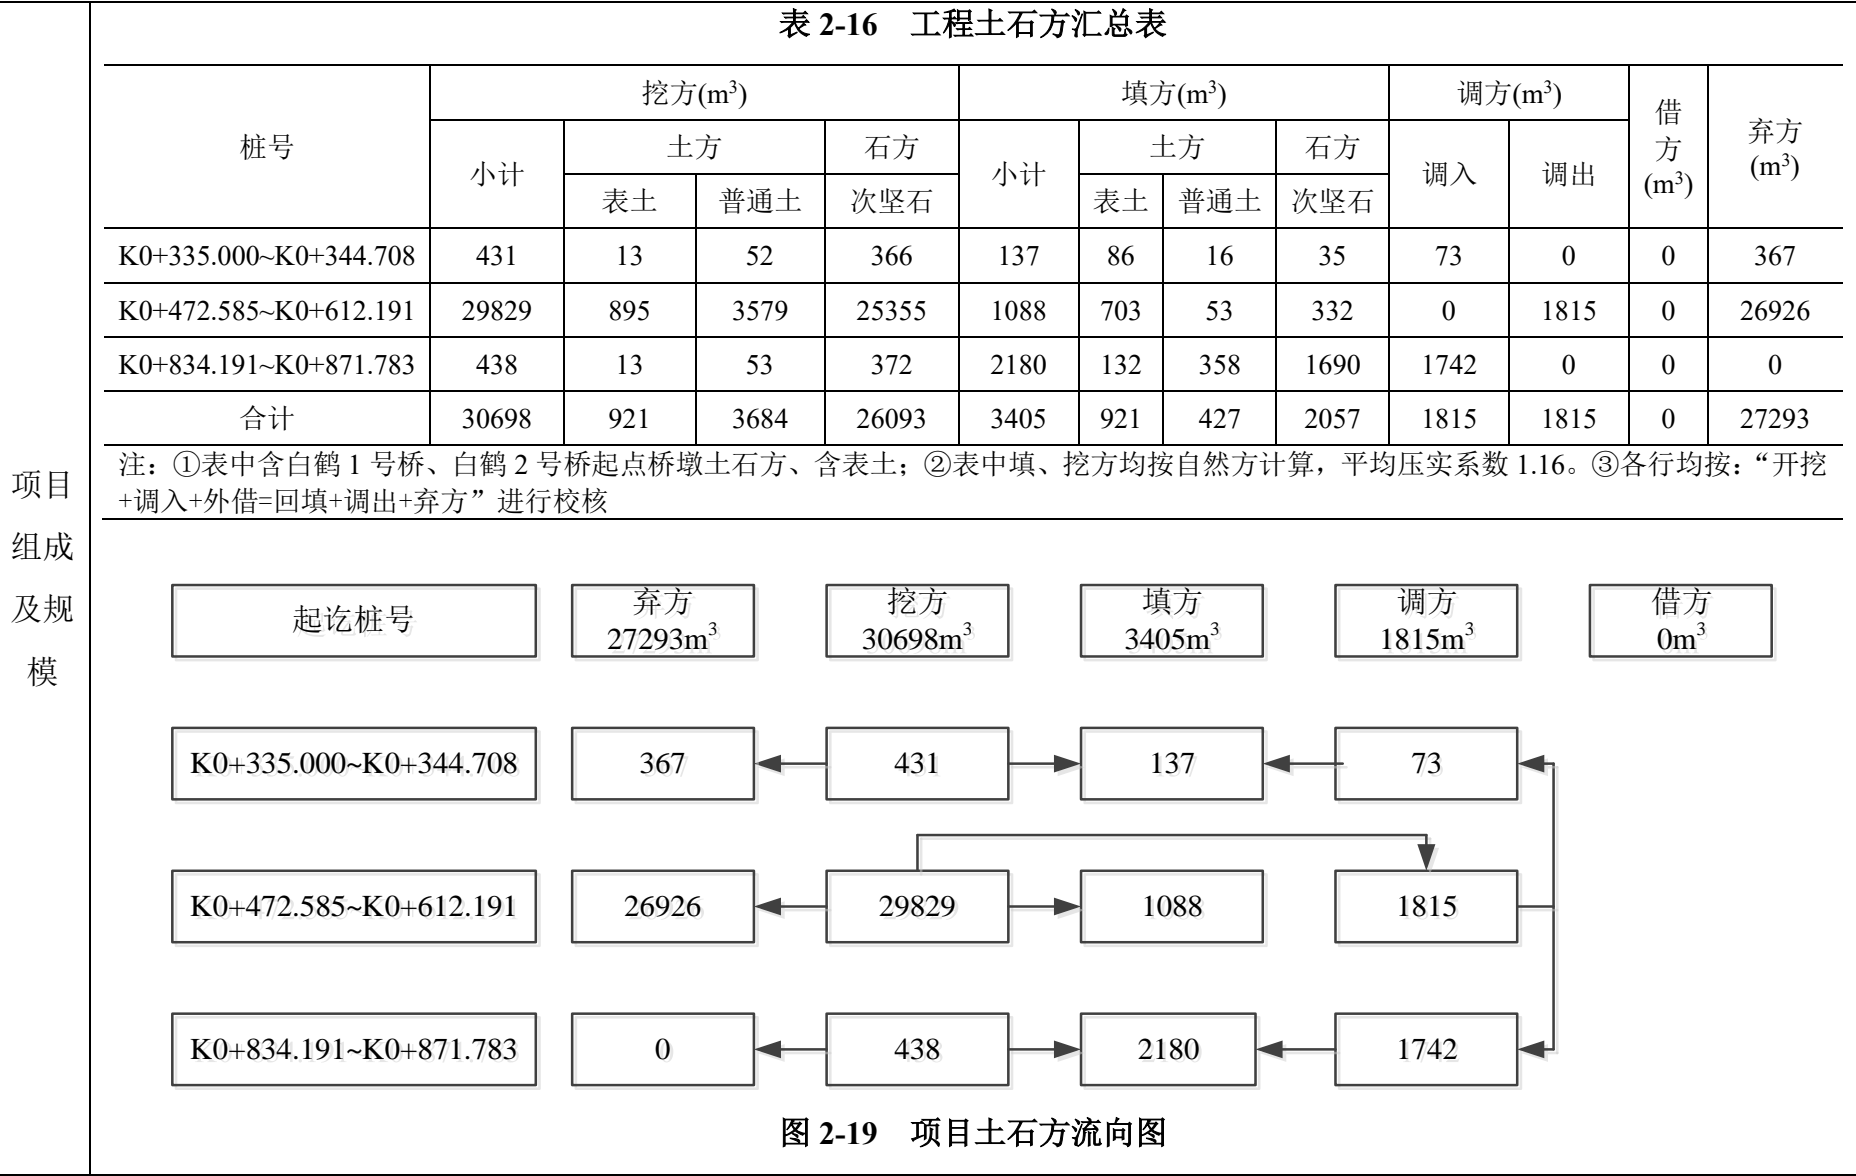 表 2-16 工程土石方汇总表
桩号 挖方(m³) 填方(m³) 调方(m³) 借方(m³) 弃方(m³)
小计 土方 石方 小计 土方 石方 调入 调出
表土 普通土 次坚石 表土 普通土 次坚石
K0+335.000~K0+344.708 431 13 52 366 137 86 16 35 73 0 0 367
K0+472.585~K0+612.191 29829 895 3579 25355 1088 703 53 332 0 1815 0 26926
K0+834.191~K0+871.783 438 13 53 372 2180 132 358 1690 1742 0 0 0
合计 30698 921 3684 26093 3405 921 427 2057 1815 1815 0 27293
注：①表中含白鹤 1 号桥、白鹤 2 号桥起点桥墩土石方、含表土；②表中填、挖方均按自然方计算，平均压实系数 1.16。③各行均按：“开挖
+调入+外借=回填+调出+弃方”进行校核
项目
组成
及规
模
起讫桩号 弃方 挖方 填方 调方 借方
27293m³ 30698m³ 3405m³ 1815m³ 0m³
K0+335.000~K0+344.708 367 431 137 73
K0+472.585~K0+612.191 26926 29829 1088 1815
K0+834.191~K0+871.783 0 438 2180 1742
图 2-19 项目土石方流向图